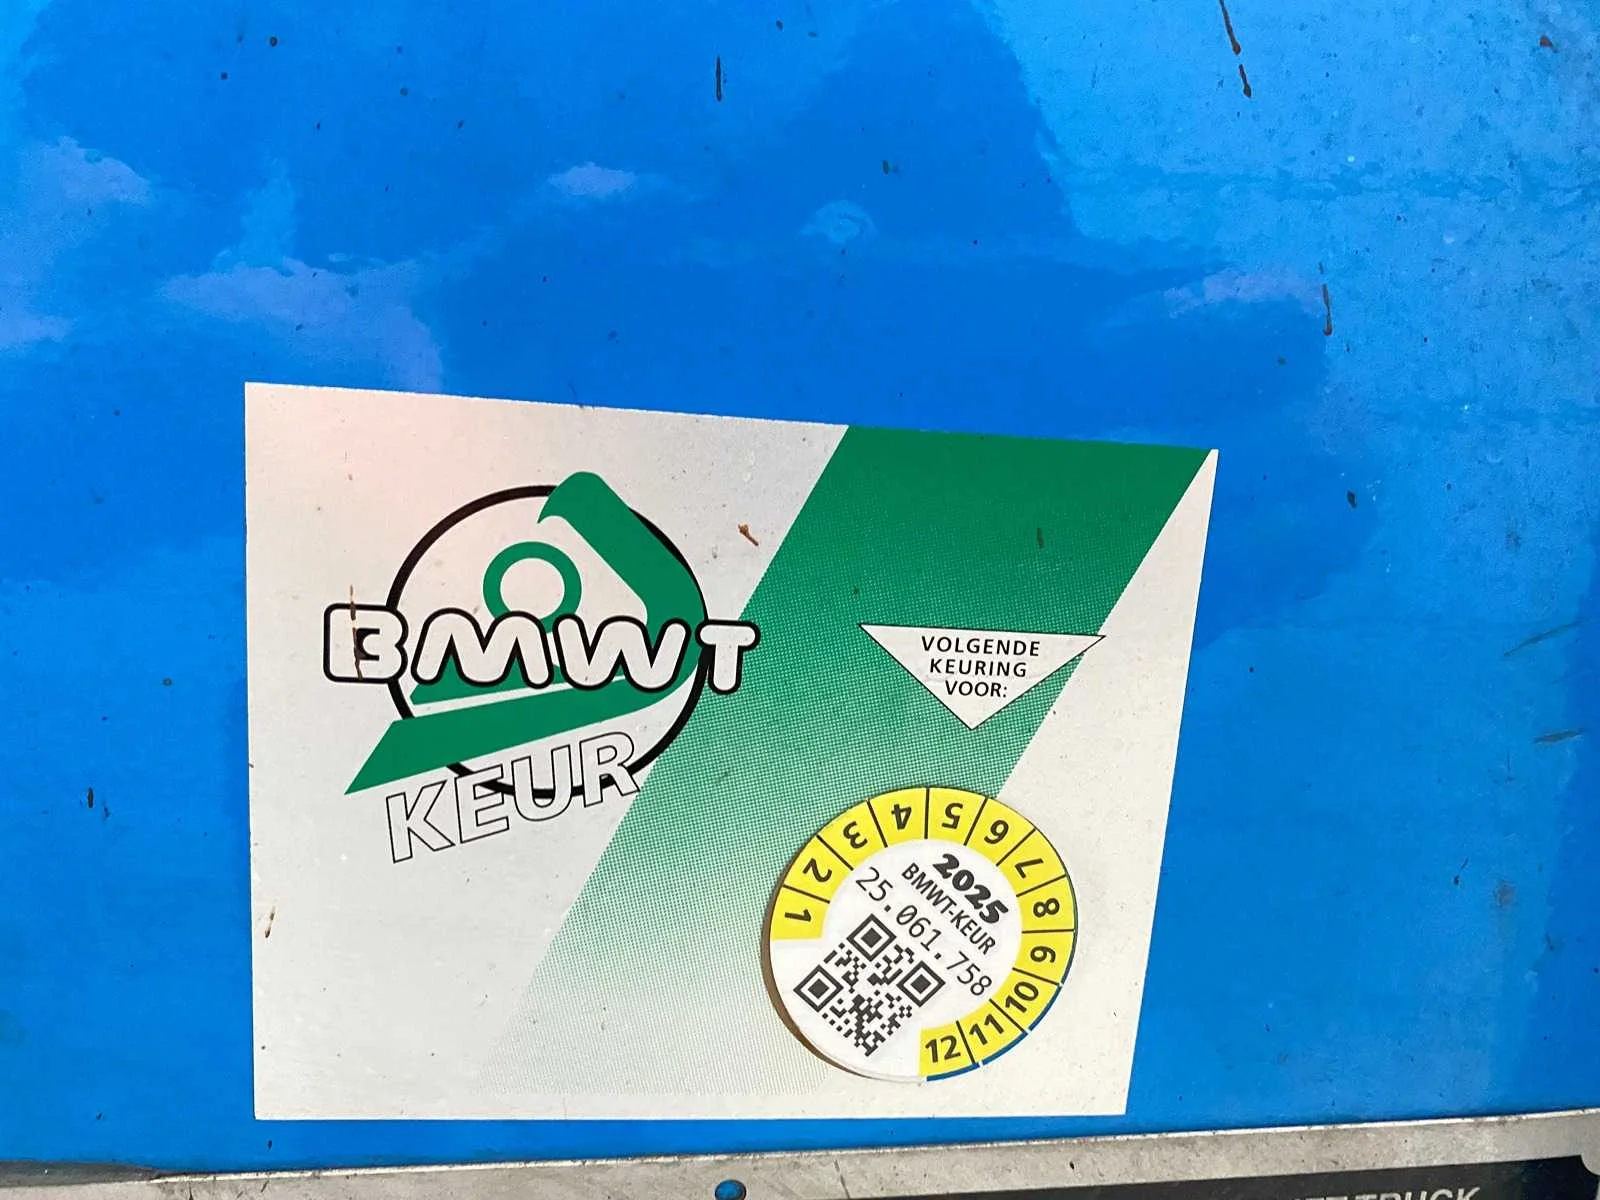 BMWT
KEUR
VOLGENDE
KEURING
VOOR:
1 2 3 4 5 6 7 8 9 10 11 12
2025
BMWT-KEUR
25.061.758
TRUCK